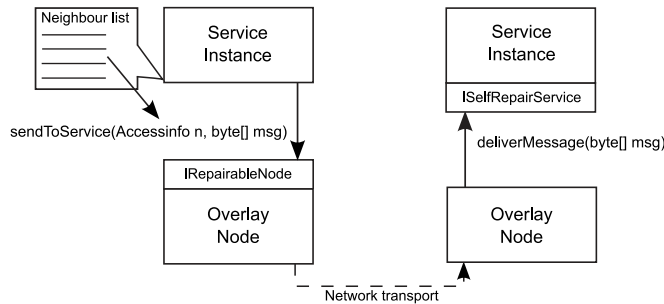 Neighbour list
Service
Instance
sendToService(Accessinfo n, byte[] msg)
IRepairableNode
Overlay
Node
Network transport
Service
Instance
ISelfRepairService
deliverMessage(byte[] msg)
Overlay
Node